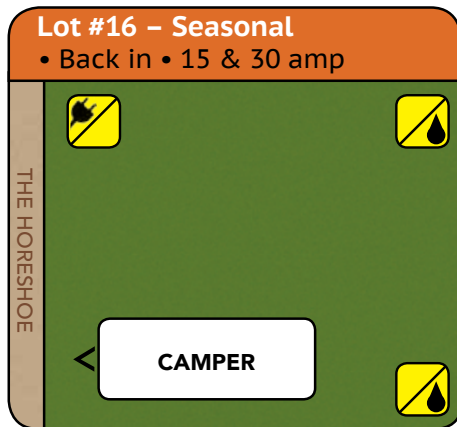 Lot #16 – Seasonal
• Back in • 15 & 30 amp
THE HORESHOE
CAMPER